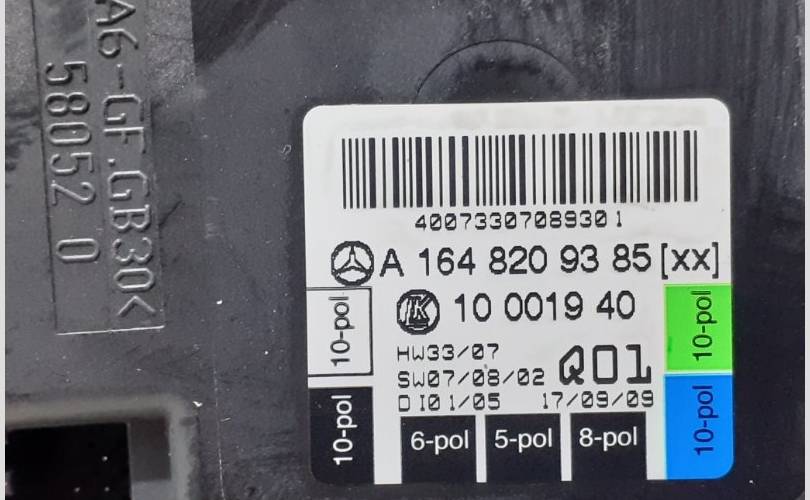 A6-GF.GB30<
58052 0
4007330708930 1
A 164 820 93 85 [xx]
10 0019 40
HW33/07
SW07/08/02
Q01
DI01/05 17/09/09
10-pol
10-pol
10-pol
10-pol
6-pol
5-pol
8-pol